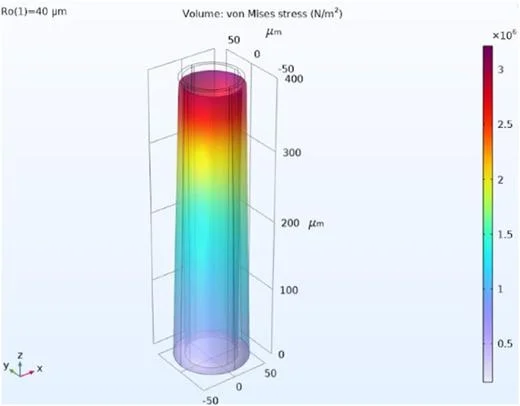 Ro(1)=40 μm
Volume: von Mises stress (N/m²)
μm
50
0
-50
400
300
200 μm
100
0
50
0
-50
×10⁶
3
2.5
2
1.5
1
0.5
z
y
x